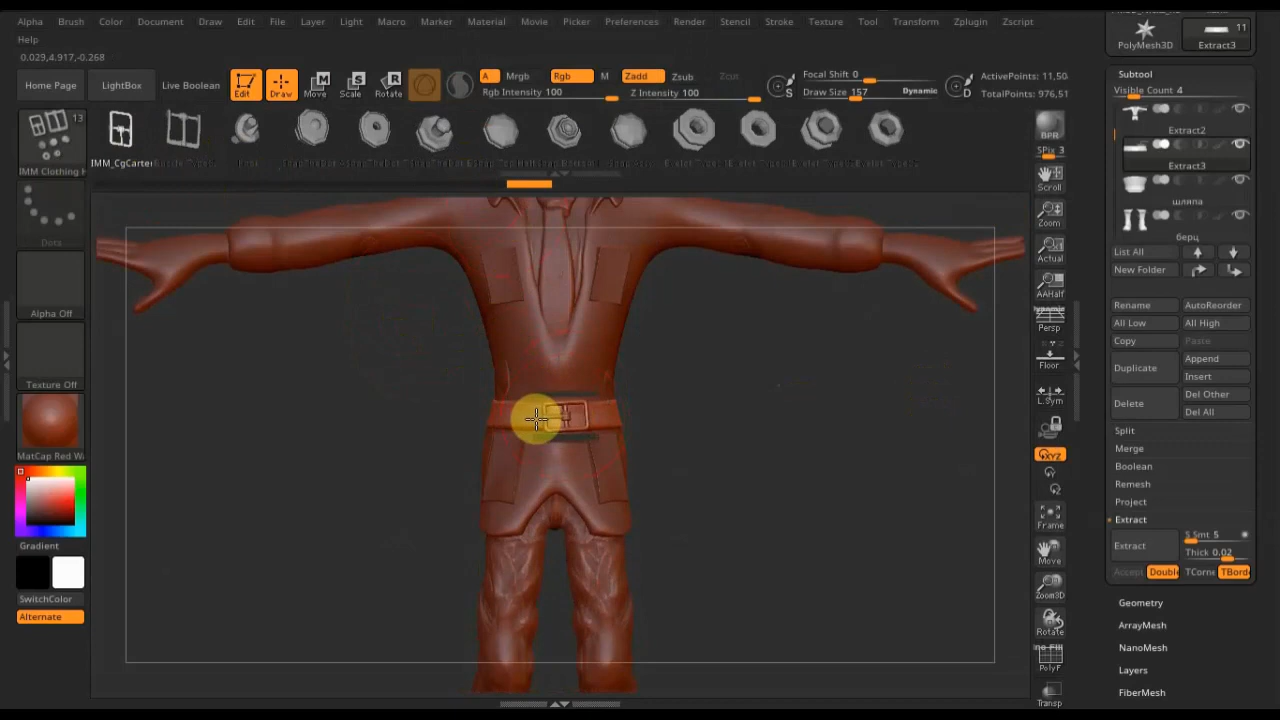 Alpha Brush Color Document Draw Edit File Layer Light Macro Marker Material Movie Picker Preferences Render Stencil Stroke Texture Tool Transform Zplugin Zscript
Help
0.029,4.917,-0.268
Home Page LightBox Live Boolean Edit Draw Move Scale Rotate
A Mrgb Rgb M Zadd Zsub Zcut
Rgb Intensity 100 Z Intensity 100
Focal Shift 0
Draw Size 157 Dynamic
ActivePoints: 11,50
TotalPoints: 976,51
13
IMM Clothing H
IMM_CgCarter
Dots
Alpha Off
Texture Off
MatCap Red Wa
Gradient
SwitchColor
Alternate
BPR
SPix 3
Scroll
Zoom
Actual
AAHalf
Persp
Floor
L.Sym
XYZ
Frame
Move
Zoom3D
Rotate
PolyF
Transp
PolyMesh3D
11
Extract3
Subtool
Visible Count 4
Extract2
Extract3
шляпа
берц
List All
New Folder
Rename AutoReorder
All Low All High
Copy Paste
Duplicate Append
Insert
Delete Del Other
Del All
Split
Merge
Boolean
Remesh
Project
Extract
Extract S Smt 5
Thick 0.02
Accept Double TCorne TBord
Geometry
ArrayMesh
NanoMesh
Layers
FiberMesh